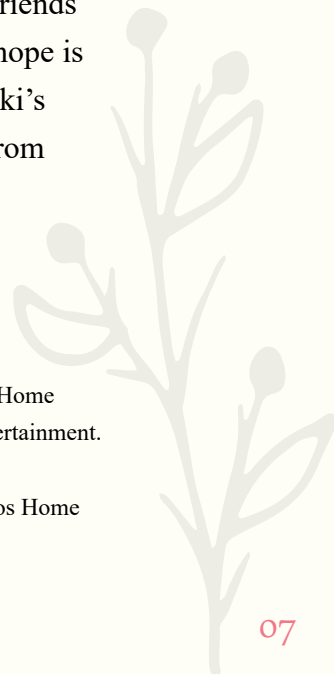 riends
hope is
ki's
rom
Home
ertainment.
os Home
07